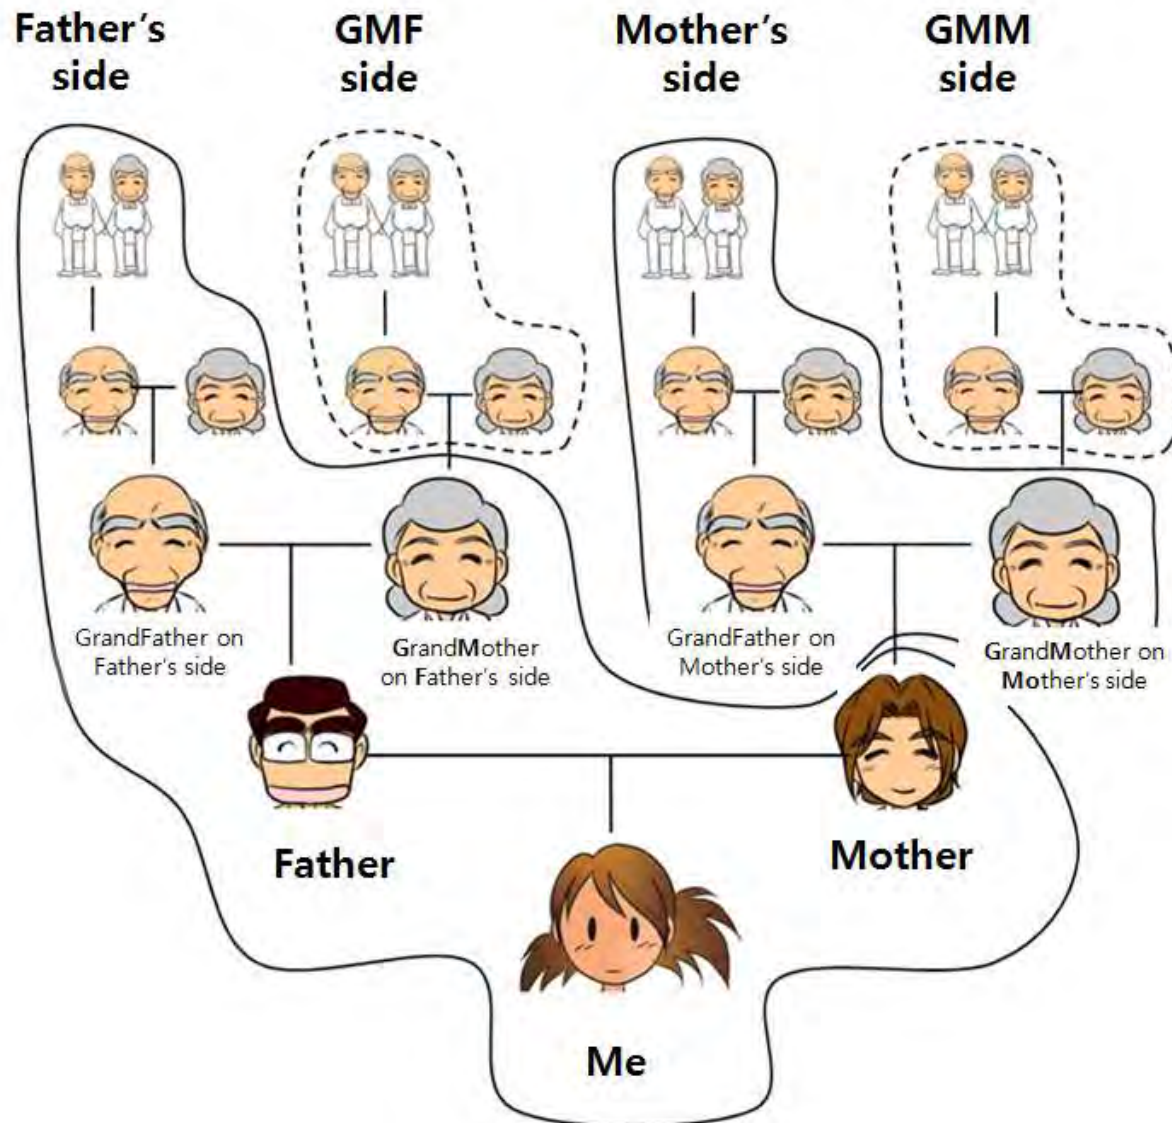 Father's
side
GMF
side
Mother's
side
GMM
side
GrandFather on
Father's side
GrandMother
on Father's side
GrandFather on
Mother's side
GrandMother on
Mother's side
Father
Mother
Me